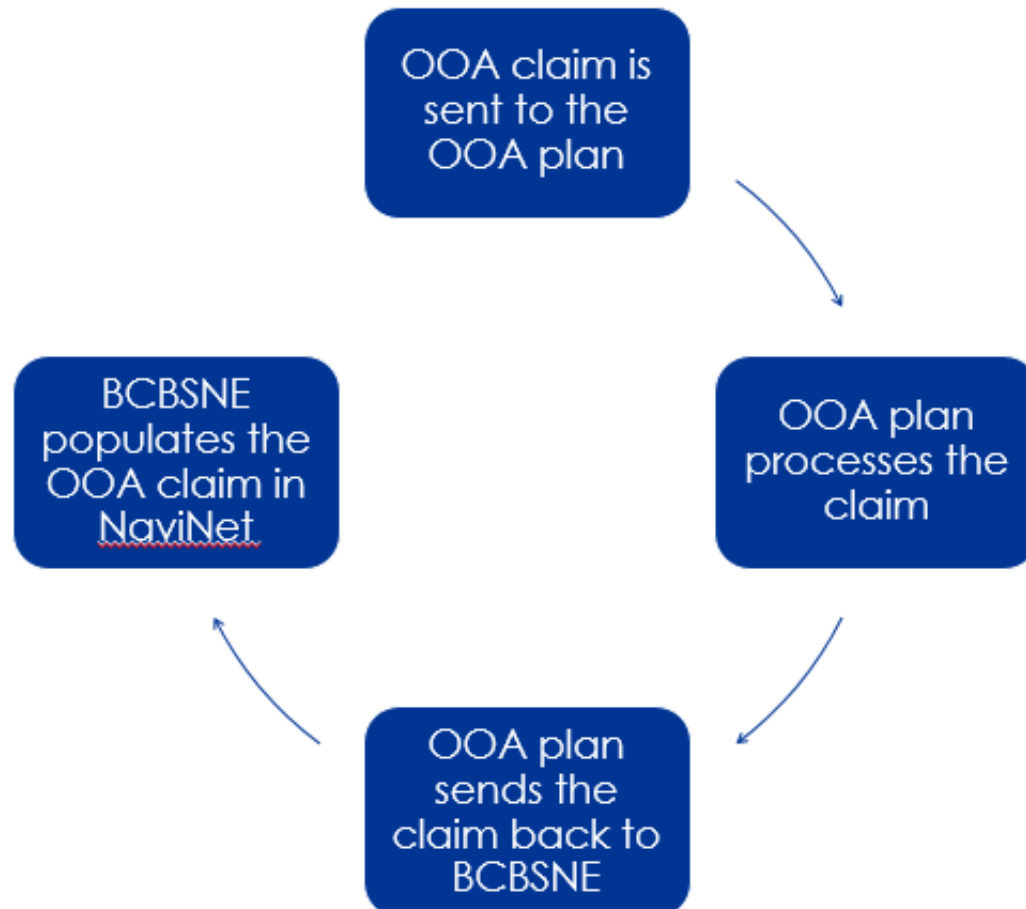 OOA claim is
sent to the
OOA plan
OOA plan
processes the
claim
OOA plan
sends the
claim back to
BCBSNE
BCBSNE
populates the
OOA claim in
NaviNet